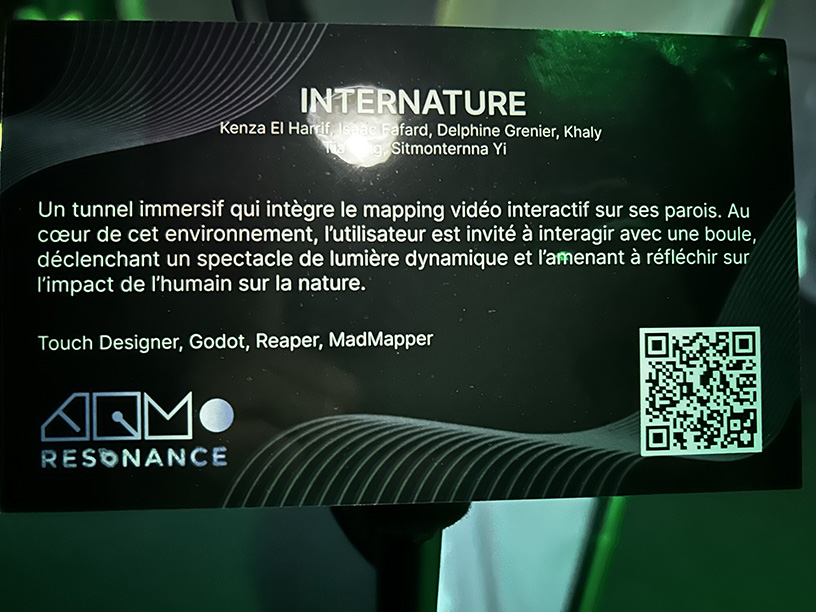 INTERNATURE
Kenza El Harrif, Isaac Fafard, Delphine Grenier, Khaly
Sitmonternna Yi
Un tunnel immersif qui intègre le mapping vidéo interactif sur ses parois. Au
cœur de cet environnement, l'utilisateur est invité à interagir avec une boule,
déclenchant un spectacle de lumière dynamique et l'amenant à réfléchir sur
l'impact de l'humain sur la nature.
Touch Designer, Godot, Reaper, MadMapper
RESONANCE